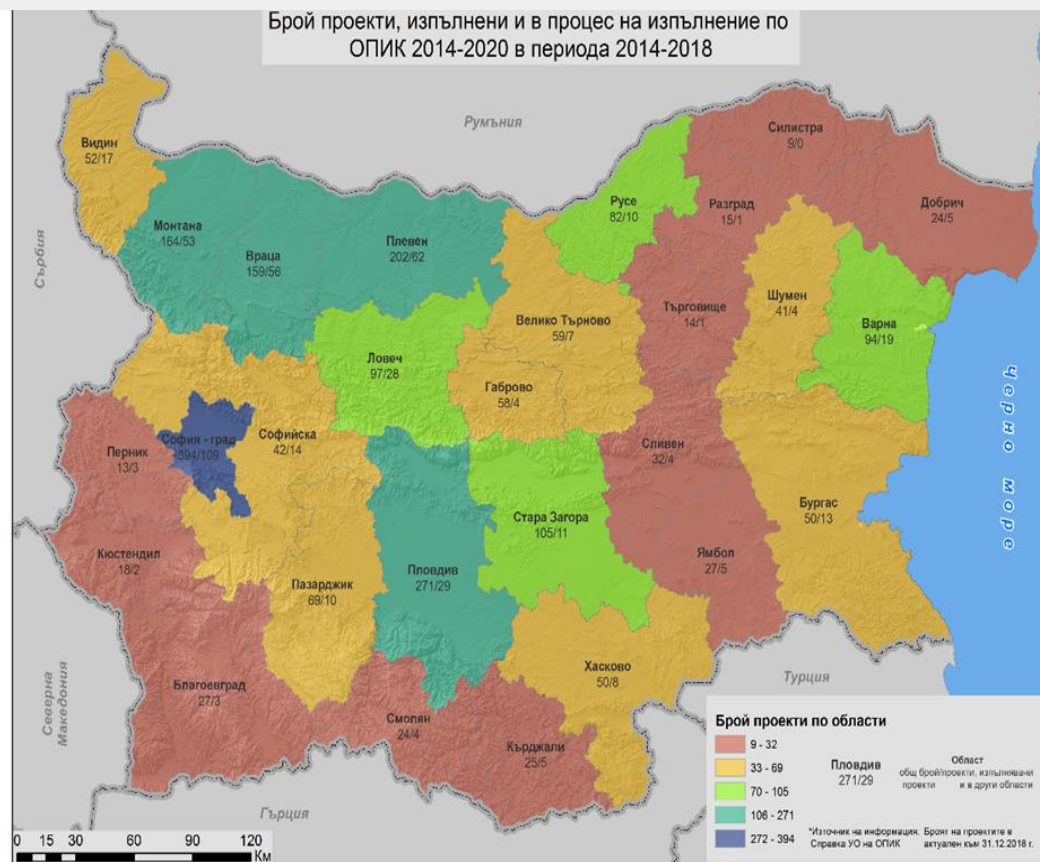 Брой проекти, изпълнени и в процес на изпълнение по
ОПИК 2014-2020 в периода 2014-2018
Румъния
Силистра
9/0
Видин
52/17
Русе
82/10
Разград
15/1
Добрич
24/5
Монтана
164/53
Плевен
202/62
Враца
159/56
Сърбия
Шумен
41/4
Търговище
14/1
Варна
94/19
Велико Търново
59/7
Ловеч
97/28
Габрово
58/4
Черно море
София - град
394/109
Софийска
42/14
Перник
13/3
Сливен
32/4
Бургас
50/13
Стара Загора
105/11
Кюстендил
18/2
Ямбол
27/5
Пловдив
271/29
Пазарджик
69/10
Хасково
50/8
Турция
Северна
Македония
Благоевград
27/3
Смолян
24/4
Кърджали
25/5
Гърция
Брой проекти по области
9 - 32
33 - 69
70 - 105
106 - 271
272 - 394
Пловдив
271/29
Област
общ брой/проекти, изпълнявани
проекти и в други области
*Източник на информация: Броят на проектите е
Справка УО на ОПИК актуален към 31.12.2018 г.
0 15 30 60 90 120
Км